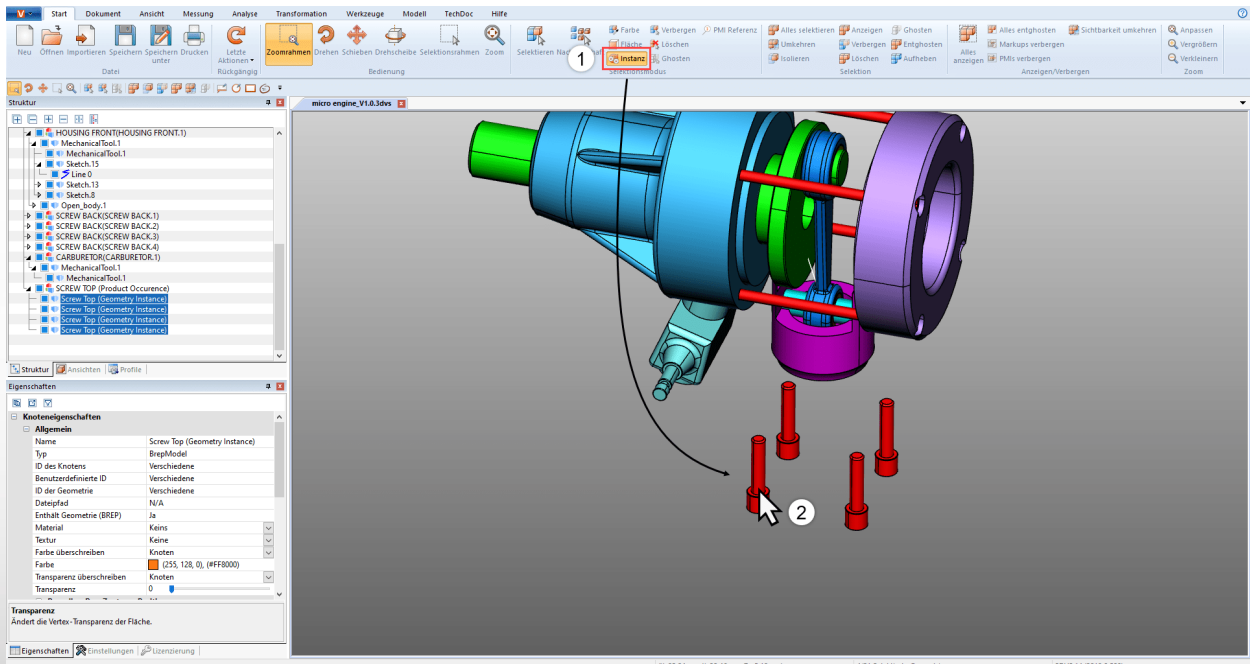 V Start Dokument Ansicht Messung Analyse Transformation Werkzeuge Modell TechDoc Hilfe
Neu Öffnen Importieren Speichern Speichern unter Drucken
Letzte Aktionen
Zoomrahmen Drehen Schieben Drehscheibe Selektionsrahmen Zoom
Selektieren
1
Farbe Verbergen PMI Referenz
Fläche Löschen
Instanz Ghosten
Alles selektieren Anzeigen Ghosten
Umkehren Verbergen Entghosten
Isolieren Löschen Aufheben
Alles anzeigen
Alles entghosten Sichtbarkeit umkehren
Markups verbergen
PMIs verbergen
Anpassen
Vergrößern
Verkleinern
Datei Rückgängig Bedienung Selektionsmodus Selektion Anzeigen/Verbergen Zoom
Struktur
micro engine_V1.0.3dvs
HOUSING FRONT(HOUSING FRONT.1)
MechanicalTool.1
MechanicalTool.1
Sketch.15
Line 0
Sketch.13
Sketch.8
Open_body.1
SCREW BACK(SCREW BACK.1)
SCREW BACK(SCREW BACK.2)
SCREW BACK(SCREW BACK.3)
SCREW BACK(SCREW BACK.4)
CARBURETOR(CARBURETOR.1)
MechanicalTool.1
MechanicalTool.1
SCREW TOP (Product Occurence)
Screw Top (Geometry Instance)
Screw Top (Geometry Instance)
Screw Top (Geometry Instance)
Screw Top (Geometry Instance)
Struktur Ansichten Profile
Eigenschaften
Knoteneigenschaften
Allgemein
Name Screw Top (Geometry Instance)
Typ BrepModel
ID des Knotens Verschiedene
Benutzerdefinierte ID Verschiedene
ID der Geometrie Verschiedene
Dateipfad N/A
Enthält Geometrie (BREP) Ja
Material Keins
Textur Keine
Farbe überschreiben Knoten
Farbe (255, 128, 0), (#FF8000)
Transparenz überschreiben Knoten
Transparenz 0
Transparenz
Ändert die Vertex-Transparenz der Fläche.
Eigenschaften Einstellungen Lizenzierung
2